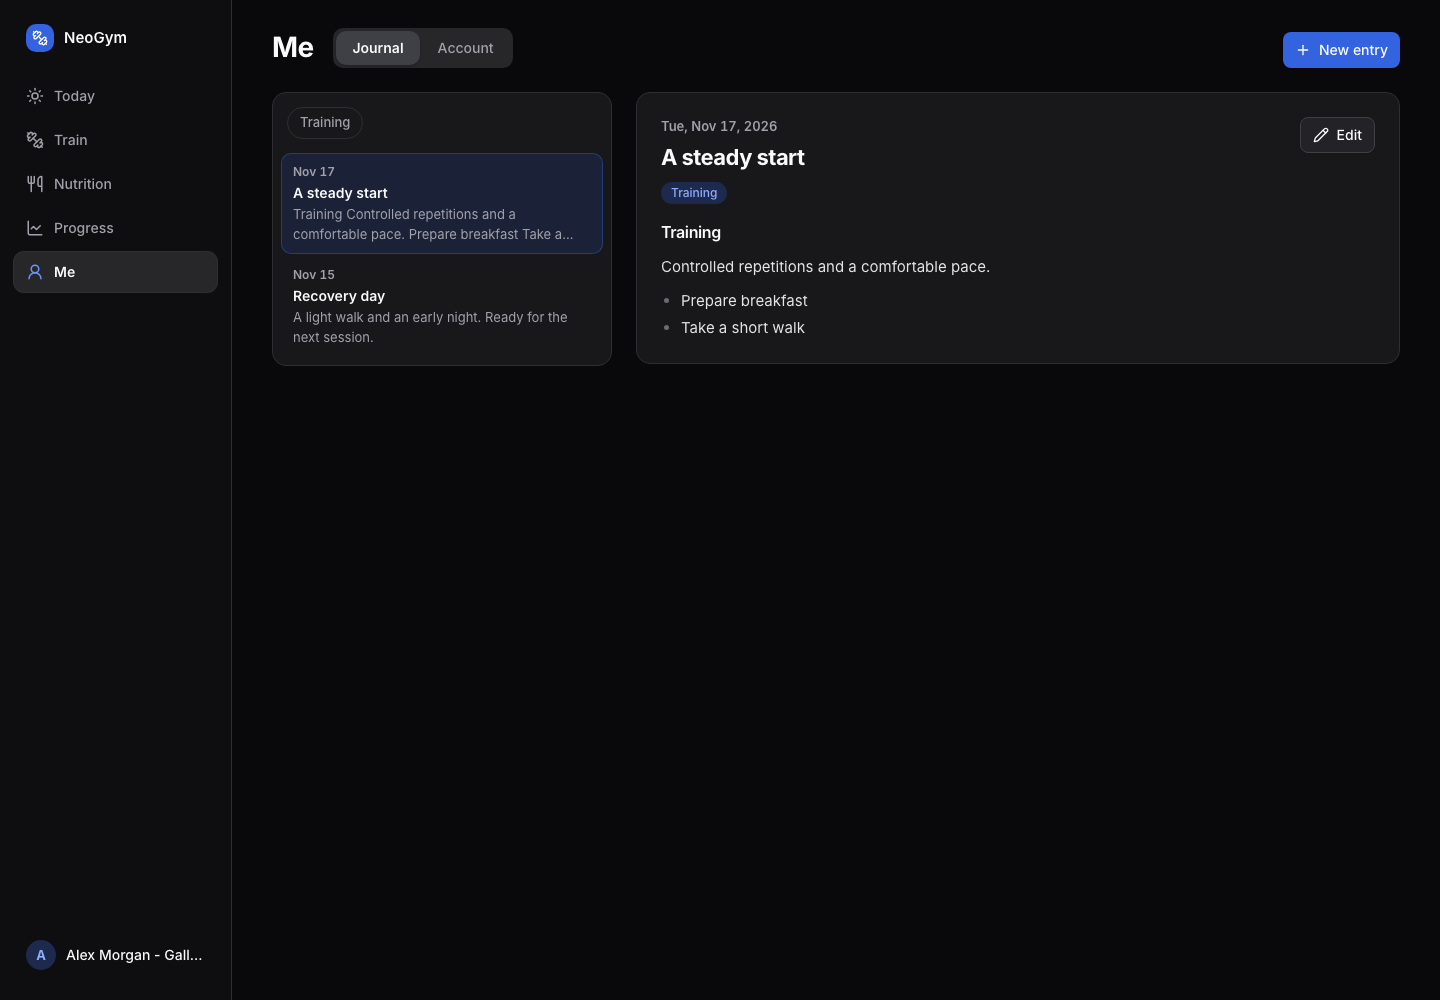 NeoGym
Today
Train
Nutrition
Progress
Me
Alex Morgan - Gall...
A
Me
Journal
Account
New entry
Training
Nov 17
A steady start
Training Controlled repetitions and a
comfortable pace. Prepare breakfast Take a...
Nov 15
Recovery day
A light walk and an early night. Ready for the
next session.
Tue, Nov 17, 2026
A steady start
Edit
Training
Training
Controlled repetitions and a comfortable pace.
• Prepare breakfast
• Take a short walk